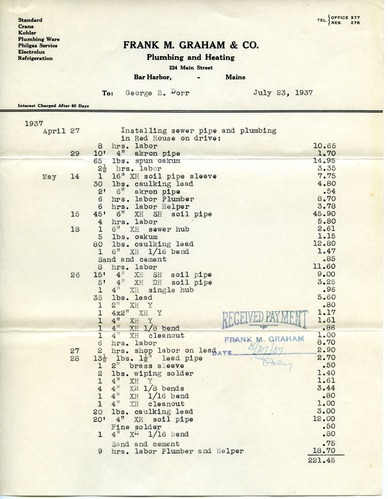 Standard
Crane
Kohler
Plumbing Ware
Philgas Service
Electrolux
Refrigeration
TEL. OFFICE 377
RES. 278
FRANK M. GRAHAM & CO.
Plumbing and Heating
224 Main Street
Bar Harbor, - Maine
To: George B. Dorr July 23, 1937
Interest Charged After 60 Days
1937
April 27 Installing sewer pipe and plumbing
in Red House on drive:
8 hrs. labor 10.65
29 10' 4" akron pipe 1.70
65 lbs. spun oakum 14.95
2½ hrs. labor 3.35
May 14 1 16" XH soil pipe sleeve 7.75
30 lbs. caulking lead 4.80
2' 6" akron pipe .54
6 hrs. labor Plumber 8.70
6 hrs. labor Helper 3.78
15 45' 6" XH SH soil pipe 45.90
4 hrs. labor 5.80
18 1 6" XH sewer hub 2.61
5 lbs. oakum 1.15
80 lbs. caulking lead 12.80
1 6" XH 1/16 bend 1.47
Sand and cement .85
8 hrs. labor 11.60
26 15' 4" XH SH soil pipe 9.00
5' 4" XH DH soil pipe 3.25
1 4" XH single hub .96
35 lbs. lead 5.60
1 2" XH Y .80
1 4x2" XH Y 1.17
1 4" XH Y 1.61
1 4" XH 1/8 bend .86
1 4" XH cleanout 1.00
6 hrs. labor 8.70
27 2 hrs. shop labor on lead 2.90
28 13½ lbs. 1½" lead pipe 2.70
1 2" brass sleeve .50
2 lbs. wiping solder 1.40
1 4" XH Y 1.61
4 4" XH 1/8 bends 3.44
1 4" XH 1/16 bend .80
1 4" XH cleanout 1.00
20 lbs. caulking lead 3.00
20' 4" XH soil pipe 12.00
Fine solder .50
1 4" XH 1/16 bend .80
Sand and cement .75
9 hrs. labor Plumber and Helper 18.70
221.45
RECEIVED PAYMENT
FRANK M. GRAHAM
DATE